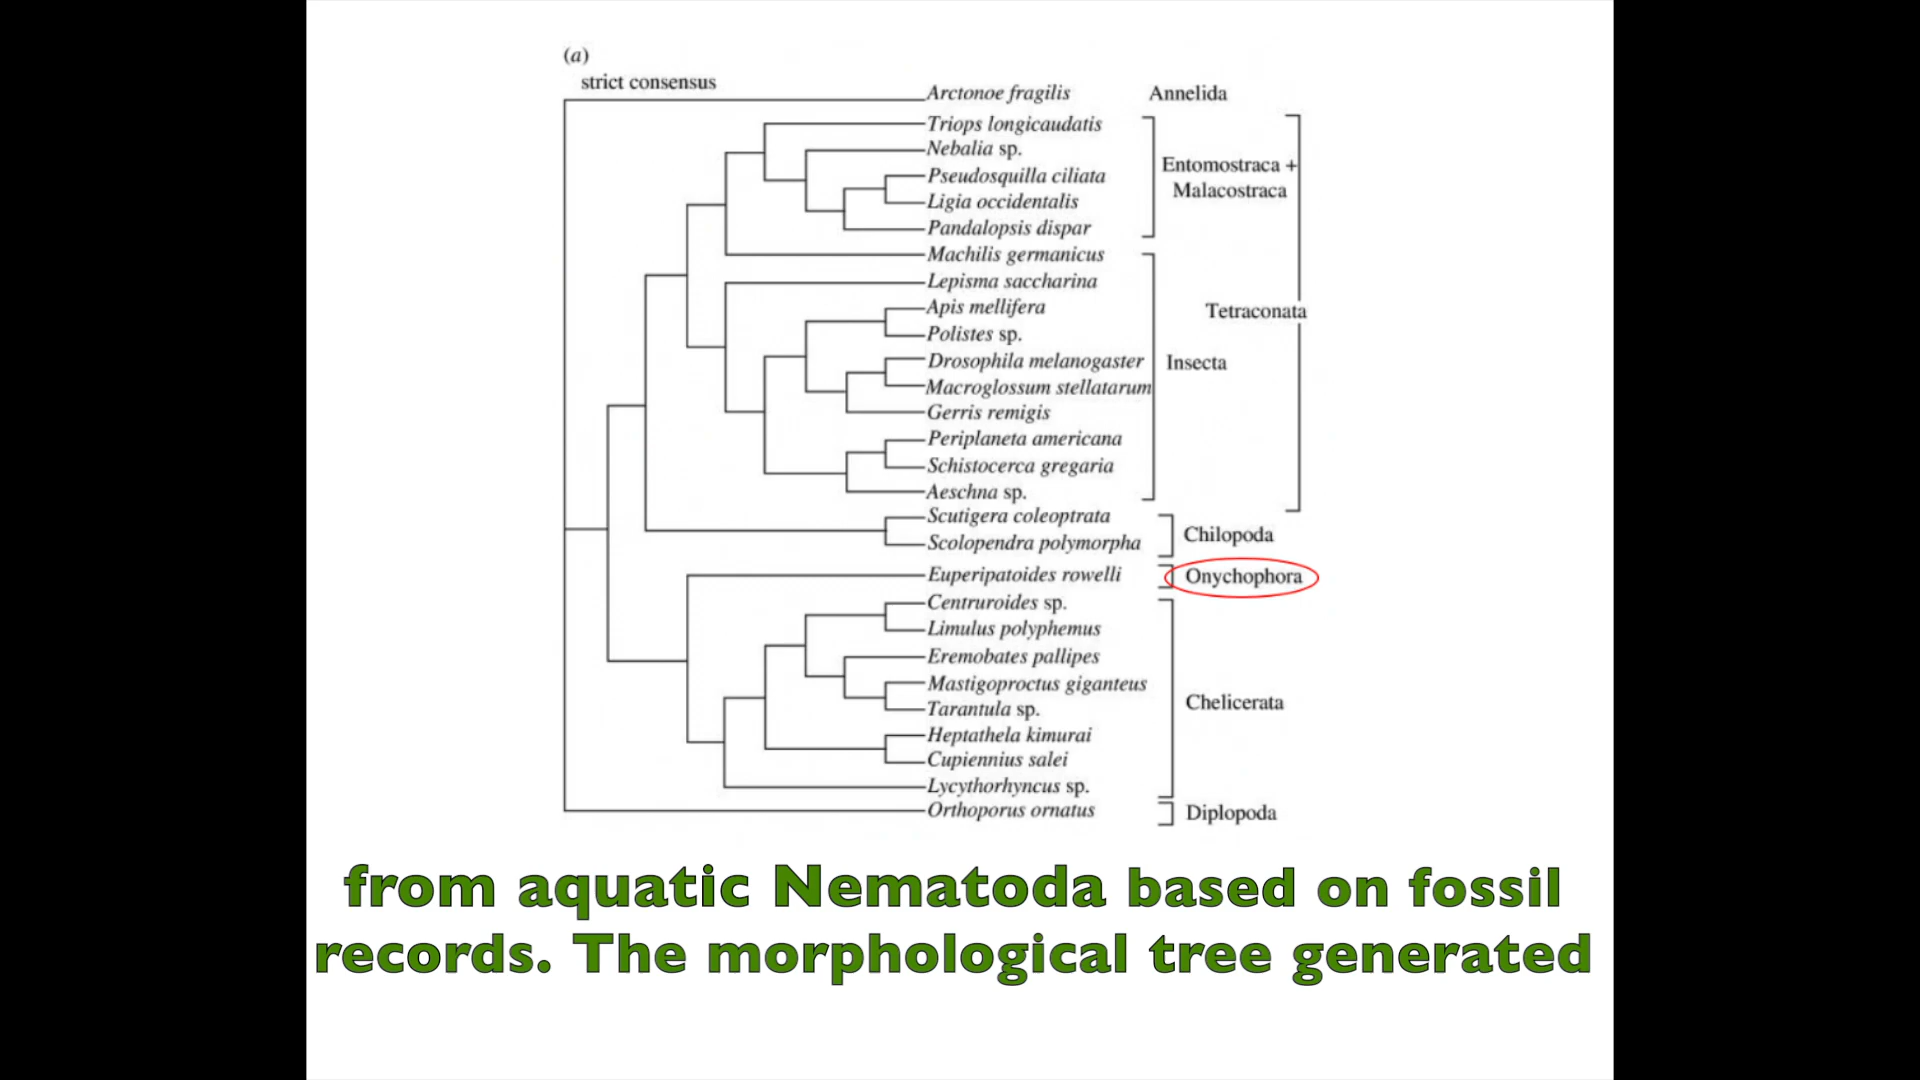 (a)
strict consensus
Arctonoe fragilis Annelida
Triops longicaudatis
Nebalia sp.
Entomostraca +
Pseudosquilla ciliata
Malacostraca
Ligia occidentalis
Pandalopsis dispar
Machilis germanicus
Lepisma saccharina
Apis mellifera
Tetraconata
Polistes sp.
Drosophila melanogaster Insecta
Macroglossum stellatarum
Gerris remigis
Periplaneta americana
Schistocerca gregaria
Aeschna sp.
Scutigera coleoptrata
Chilopoda
Scolopendra polymorpha
Euperipatoides rowelli Onychophora
Centruroides sp.
Limulus polyphemus
Eremobates pallipes
Mastigoproctus giganteus
Chelicerata
Tarantula sp.
Heptathela kimurai
Cupiennius salei
Lycythorhyncus sp.
Orthoporus ornatus Diplopoda
from aquatic Nematoda based on fossil
records. The morphological tree generated